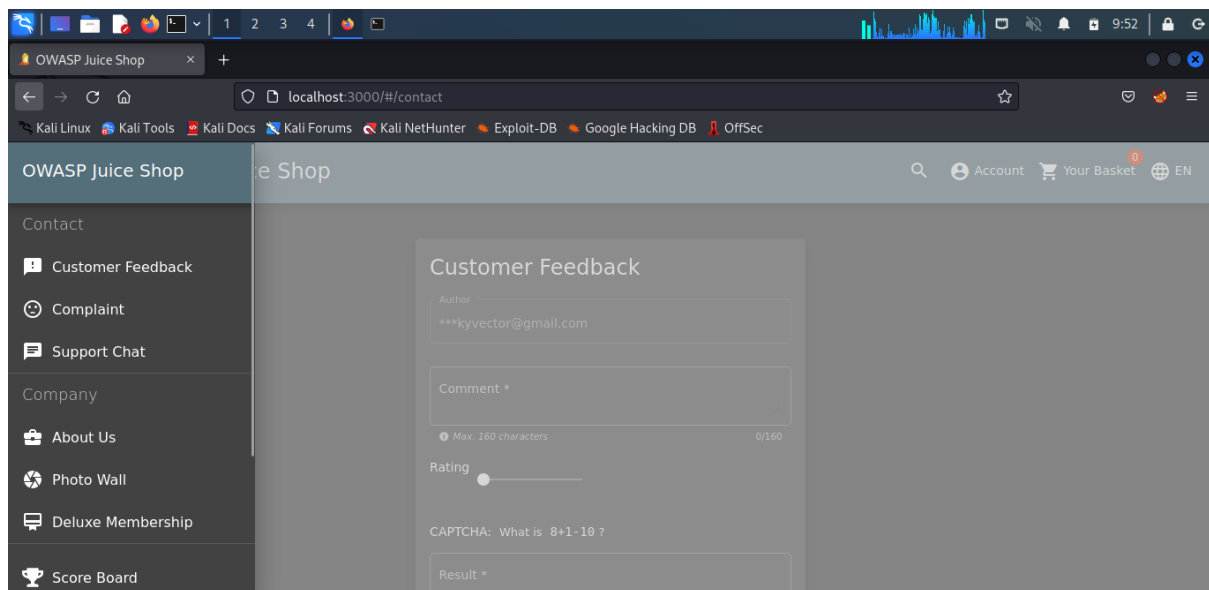 1 2 3 4 9:52
OWASP Juice Shop
localhost:3000/#/contact
Kali Linux Kali Tools Kali Docs Kali Forums Kali NetHunter Exploit-DB Google Hacking DB OffSec
OWASP Juice Shop
ce Shop
0
Account Your Basket EN
Contact
Customer Feedback
Complaint
Support Chat
Company
About Us
Photo Wall
Deluxe Membership
Score Board
Customer Feedback
Author
***kyvector@gmail.com
Comment *
Max. 160 characters 0/160
Rating
CAPTCHA: What is 8+1-10 ?
Result *